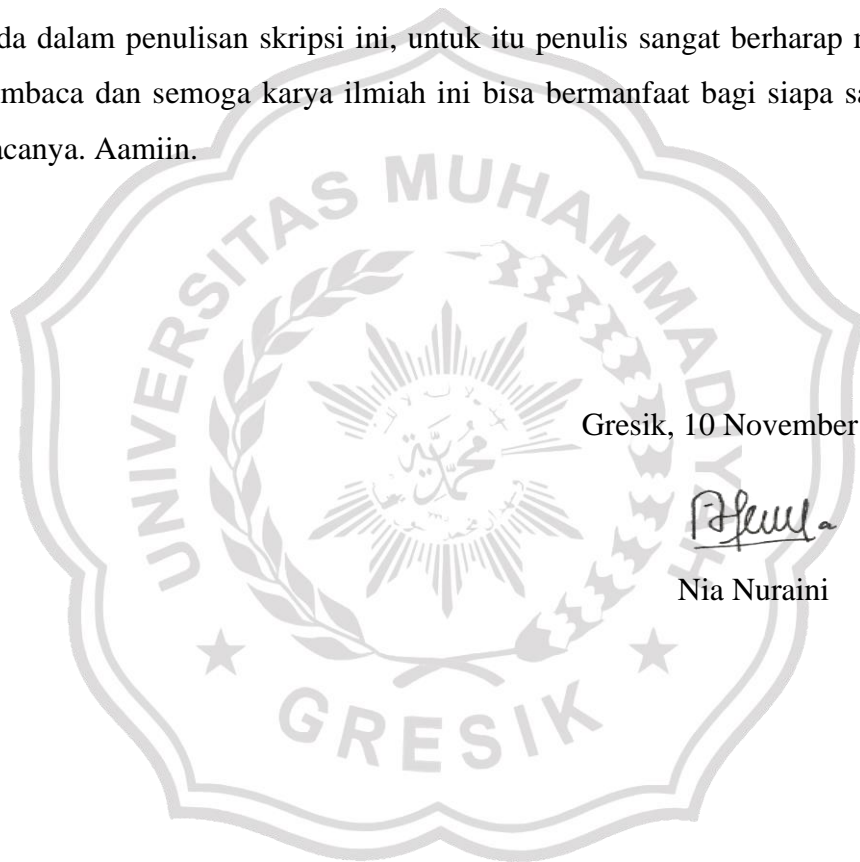 da dalam penulisan skripsi ini, untuk itu penulis sangat berharap
mbaca dan semoga karya ilmiah ini bisa bermanfaat bagi siapa sa
acanya. Aamiin.
UNIVERSITAS MUHAMMADIYAH
Gresik, 10 November
Nia Nuraini
GRESIK